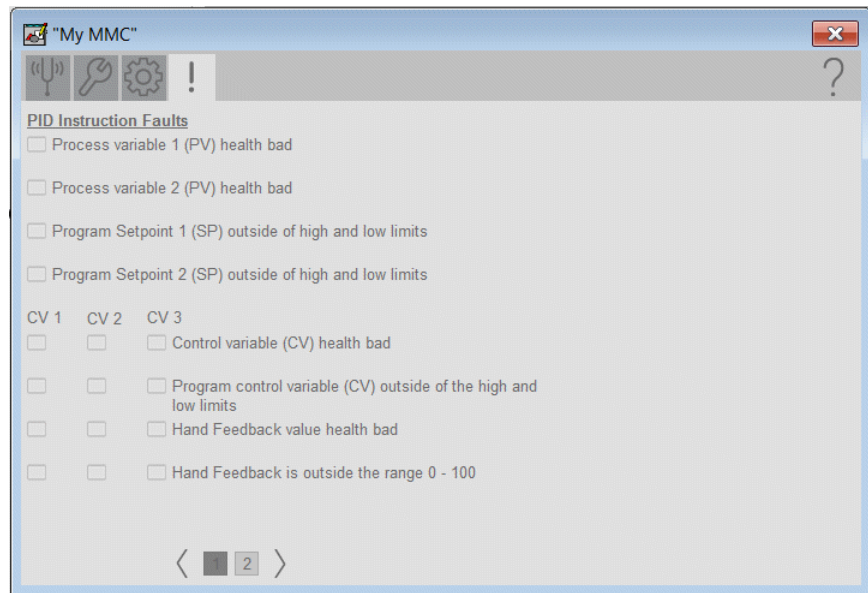 "My MMC"
!
?
PID Instruction Faults
Process variable 1 (PV) health bad
Process variable 2 (PV) health bad
Program Setpoint 1 (SP) outside of high and low limits
Program Setpoint 2 (SP) outside of high and low limits
CV 1 CV 2 CV 3
Control variable (CV) health bad
Program control variable (CV) outside of the high and
low limits
Hand Feedback value health bad
Hand Feedback is outside the range 0 - 100
1 2